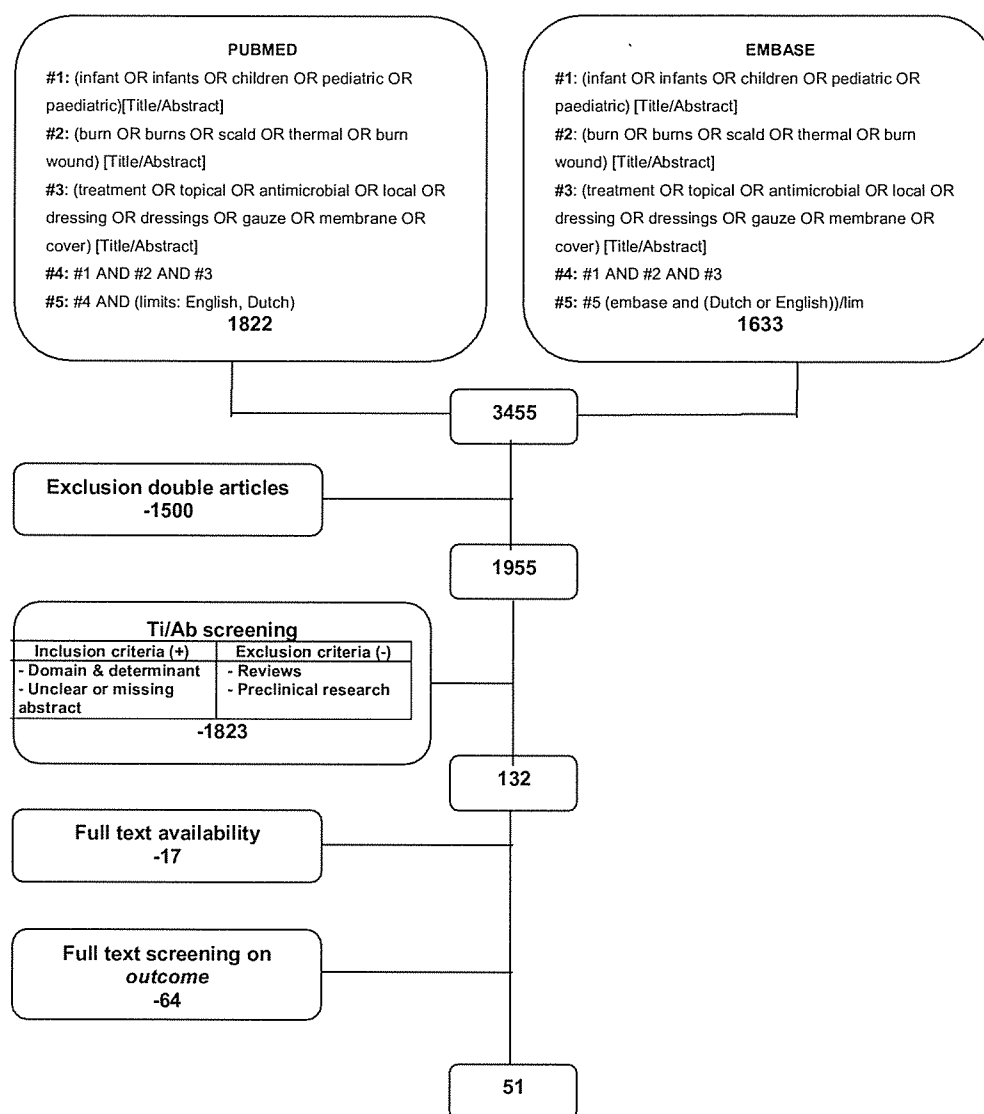 PUBMED
#1: (infant OR infants OR children OR pediatric OR
paediatric)[Title/Abstract]
#2: (burn OR burns OR scald OR thermal OR burn
wound) [Title/Abstract]
#3: (treatment OR topical OR antimicrobial OR local OR
dressing OR dressings OR gauze OR membrane OR
cover) [Title/Abstract]
#4: #1 AND #2 AND #3
#5: #4 AND (limits: English, Dutch)
1822
EMBASE
#1: (infant OR infants OR children OR pediatric OR
paediatric) [Title/Abstract]
#2: (burn OR burns OR scald OR thermal OR burn
wound) [Title/Abstract]
#3: (treatment OR topical OR antimicrobial OR local OR
dressing OR dressings OR gauze OR membrane OR
cover) [Title/Abstract]
#4: #1 AND #2 AND #3
#5: #5 (embase and (Dutch or English))/lim
1633
3455
Exclusion double articles
-1500
1955
Ti/Ab screening
Inclusion criteria (+)
- Domain & determinant
- Unclear or missing
abstract
Exclusion criteria (-)
- Reviews
- Preclinical research
-1823
132
Full text availability
-17
Full text screening on
outcome
-64
51